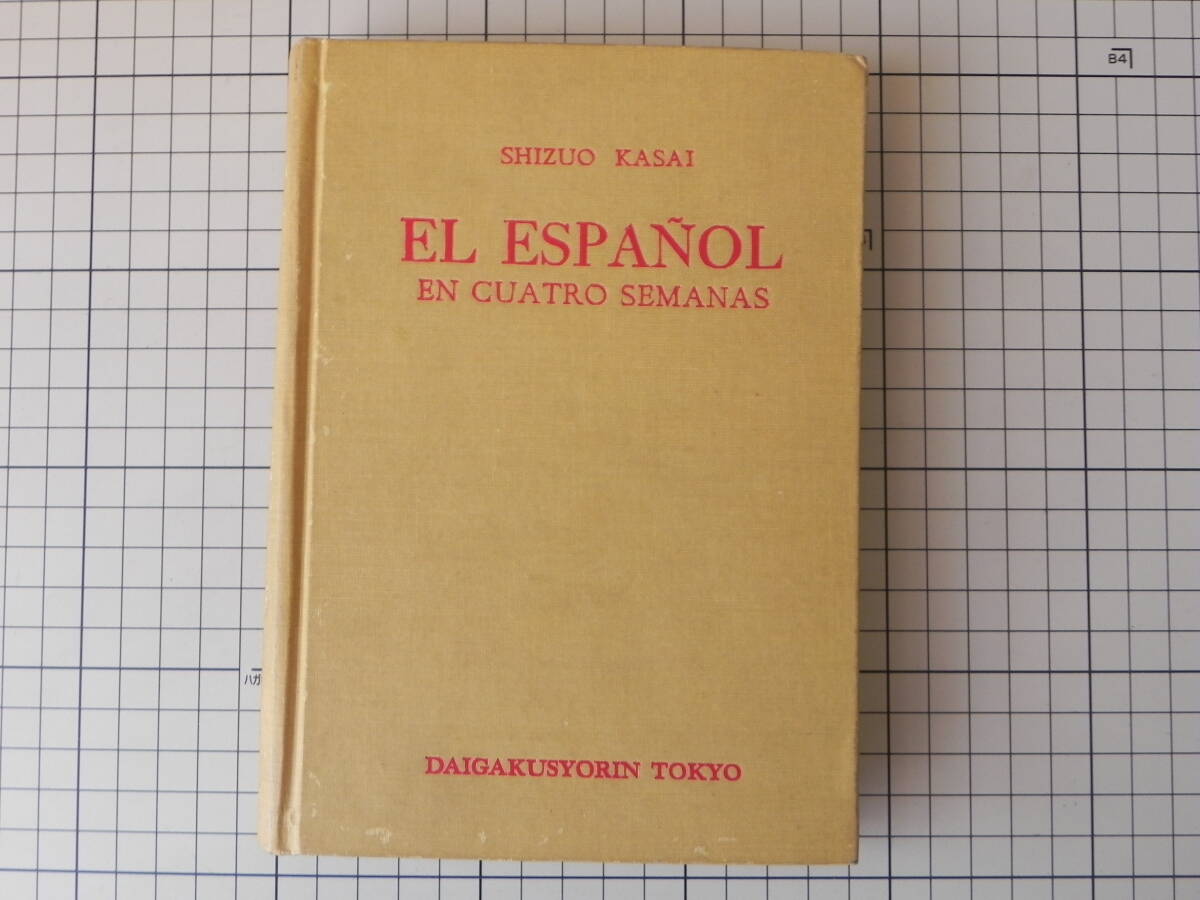 B4
SHIZUO KASAI
EL ESPAÑOL
EN CUATRO SEMANAS
DAIGAKUSYORIN TOKYO